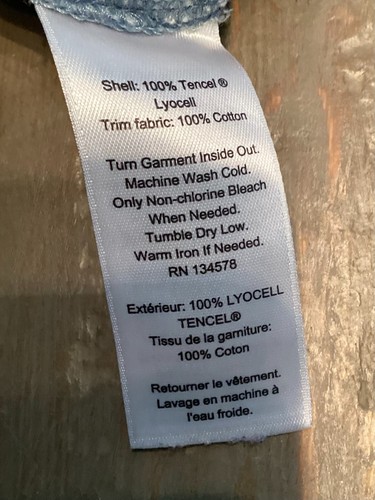 Shell: 100% Tencel ®
Lyocell
Trim fabric: 100% Cotton
Turn Garment Inside Out.
Machine Wash Cold.
Only Non-chlorine Bleach
When Needed.
Tumble Dry Low.
Warm Iron If Needed.
RN 134578
Extérieur: 100% LYOCELL
TENCEL®
Tissu de la garniture:
100% Coton
Retourner le vêtement.
Lavage en machine à
l'eau froide.